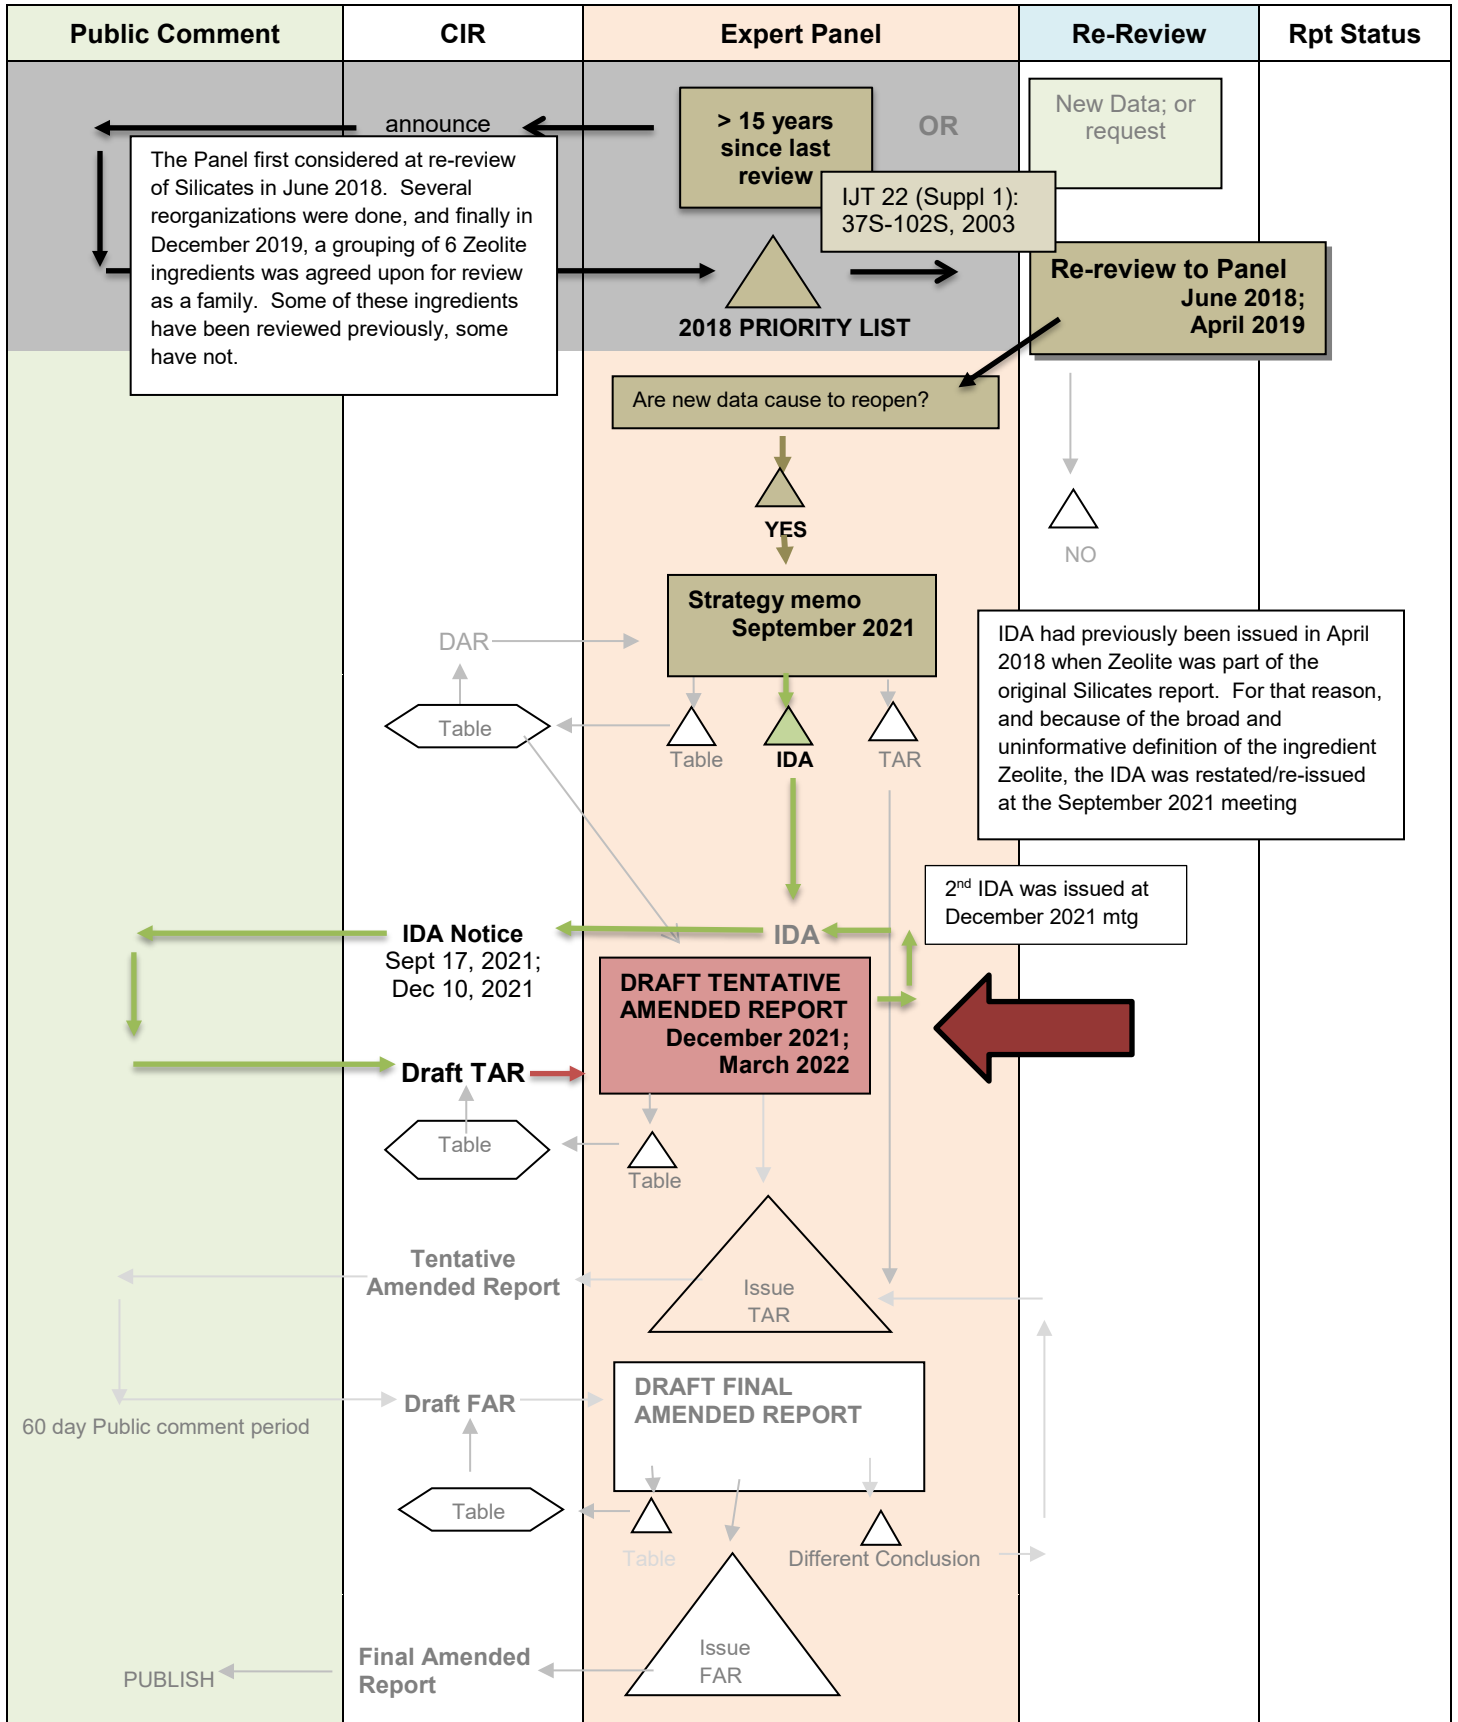 Public Comment
CIR
Expert Panel
Re-Review
Rpt Status
announce
> 15 years
since last
review
OR
New Data; or
request
The Panel first considered at re-review
of Silicates in June 2018.  Several
reorganizations were done, and finally in
December 2019, a grouping of 6 Zeolite
ingredients was agreed upon for review
as a family.  Some of these ingredients
have been reviewed previously, some
have not.
IJT 22 (Suppl 1):
37S-102S, 2003
2018 PRIORITY LIST
Re-review to Panel
June 2018;
April 2019
Are new data cause to reopen?
YES
NO
Strategy memo
September 2021
DAR
Table
Table
IDA
TAR
IDA had previously been issued in April
2018 when Zeolite was part of the
original Silicates report.  For that reason,
and because of the broad and
uninformative definition of the ingredient
Zeolite, the IDA was restated/re-issued
at the September 2021 meeting
2nd IDA was issued at
December 2021 mtg
IDA
IDA Notice
Sept 17, 2021;
Dec 10, 2021
DRAFT TENTATIVE
AMENDED REPORT
December 2021;
March 2022
Draft TAR
Table
Table
Tentative
Amended Report
Issue
TAR
DRAFT FINAL
AMENDED REPORT
Draft FAR
60 day Public comment period
Table
Table
Different Conclusion
Issue
FAR
Final Amended
Report
PUBLISH